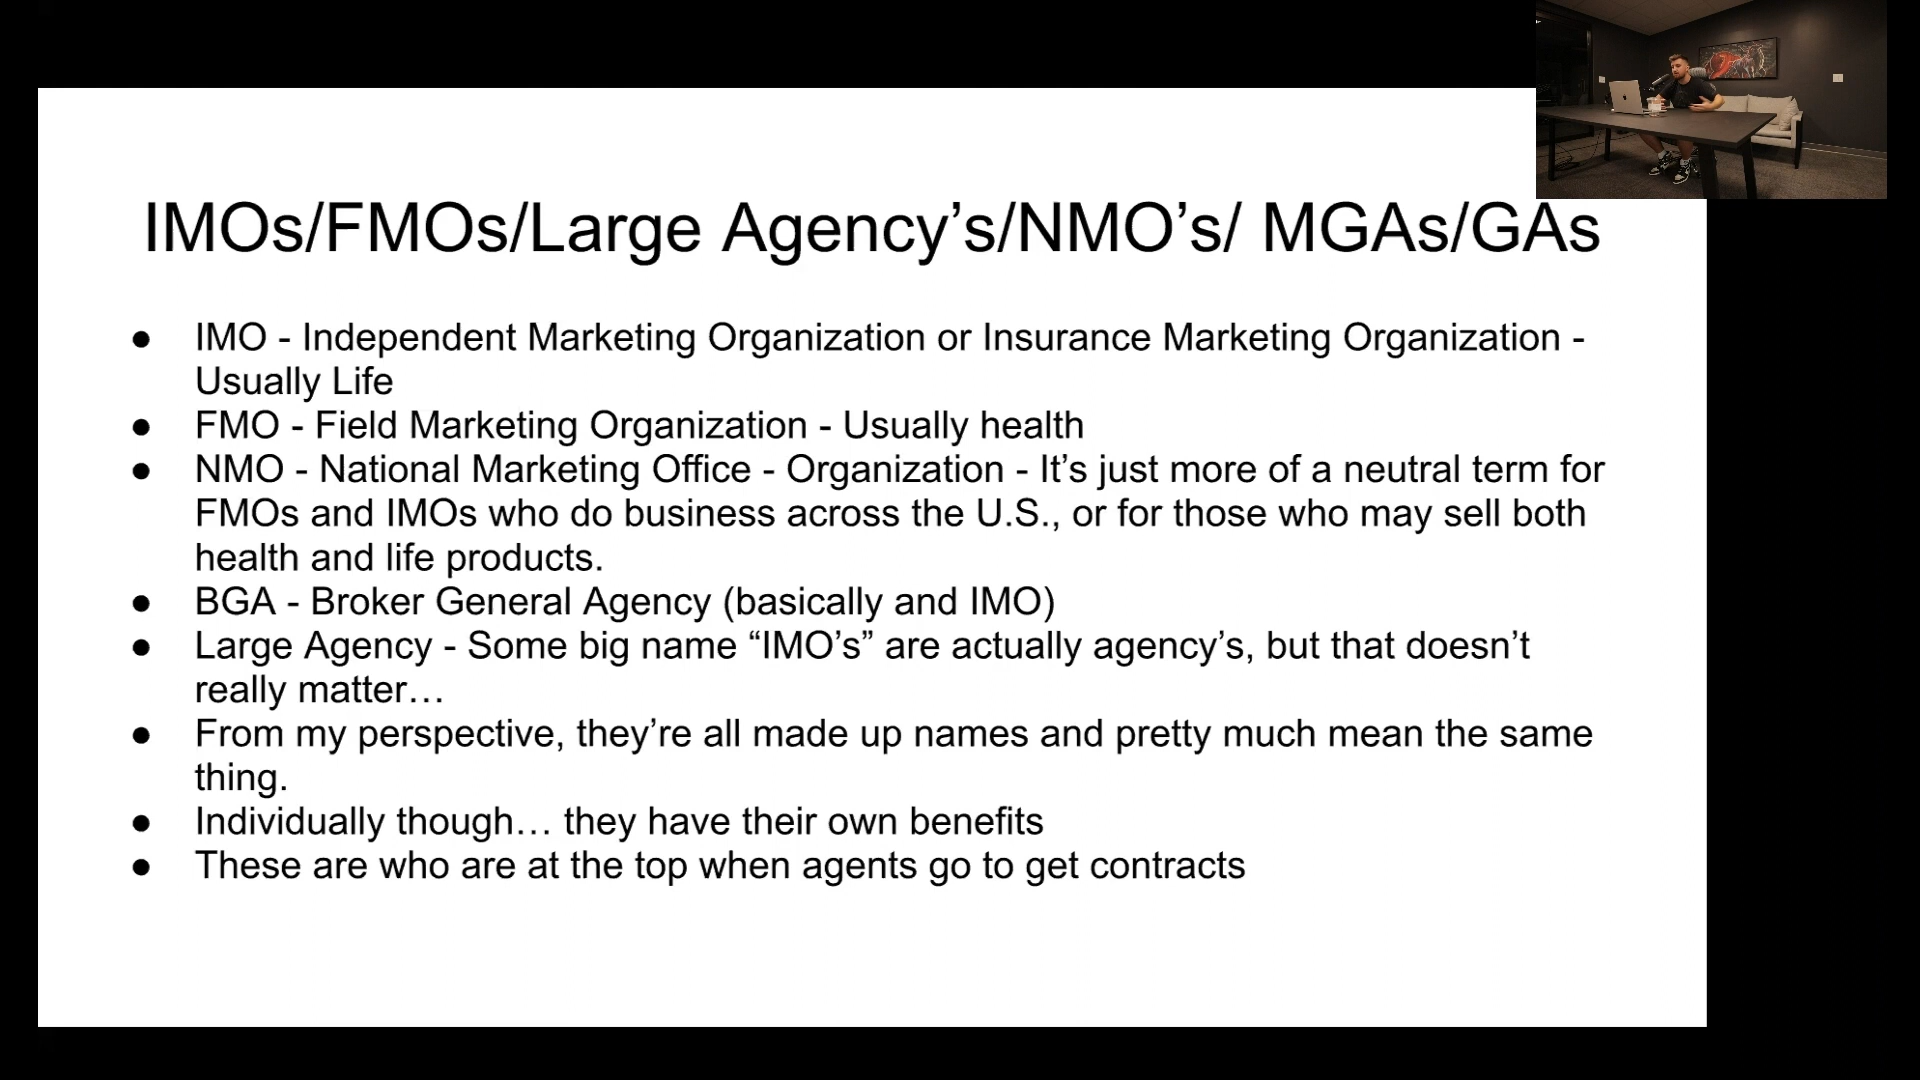 IMOs/FMOs/Large Agency’s/NMO’s/ MGAs/GAs
● IMO - Independent Marketing Organization or Insurance Marketing Organization -
Usually Life
● FMO - Field Marketing Organization - Usually health
● NMO - National Marketing Office - Organization - It’s just more of a neutral term for
FMOs and IMOs who do business across the U.S., or for those who may sell both
health and life products.
● BGA - Broker General Agency (basically and IMO)
● Large Agency - Some big name “IMO’s” are actually agency’s, but that doesn’t
really matter…
● From my perspective, they’re all made up names and pretty much mean the same
thing.
● Individually though… they have their own benefits
● These are who are at the top when agents go to get contracts